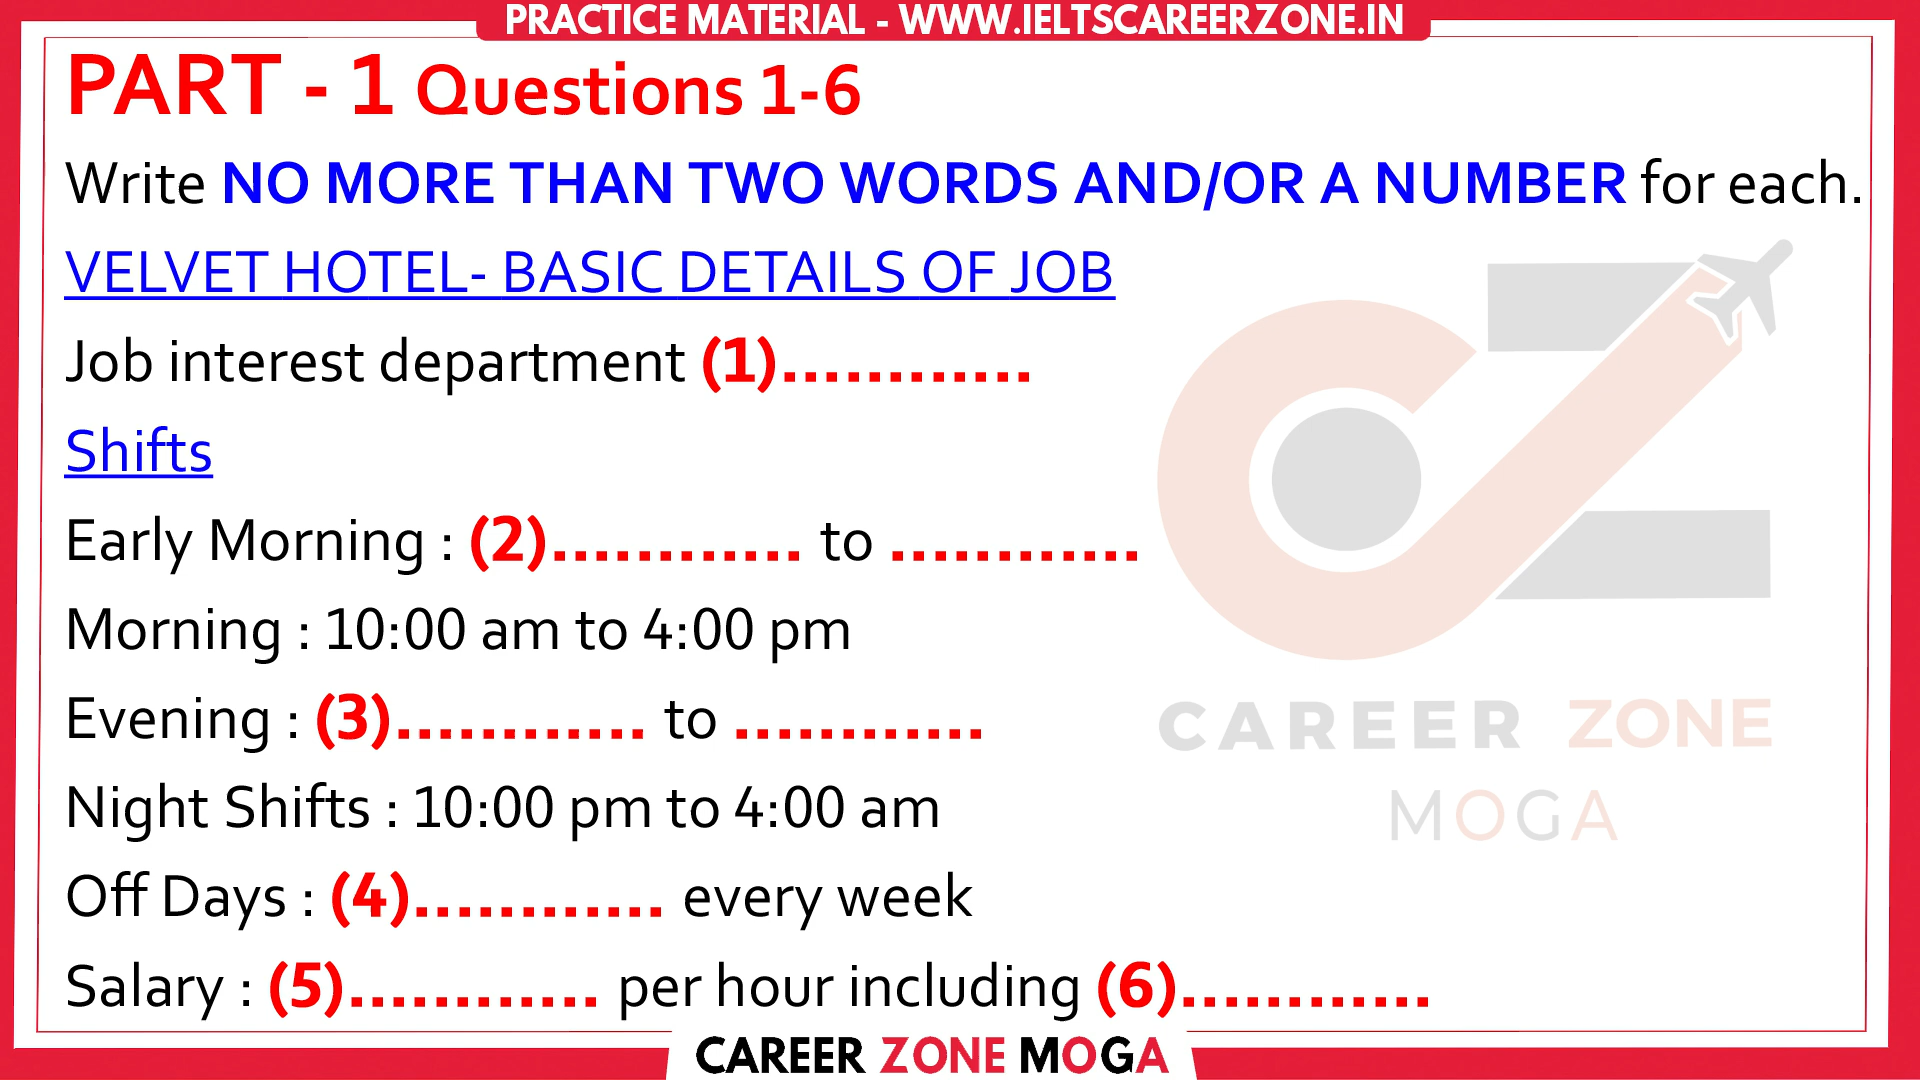 PRACTICE MATERIAL - WWW.IELTSCAREERZONE.IN
PART - 1 Questions 1-6
Write NO MORE THAN TWO WORDS AND/OR A NUMBER for each.
VELVET HOTEL- BASIC DETAILS OF JOB
Job interest department (1)............
Shifts
Early Morning : (2)............ to ............
Morning : 10:00 am to 4:00 pm
Evening : (3)............ to ............
Night Shifts : 10:00 pm to 4:00 am
Off Days : (4)............ every week
Salary : (5)............ per hour including (6)............
CAREER ZONE
MOGA
CAREER ZONE MOGA